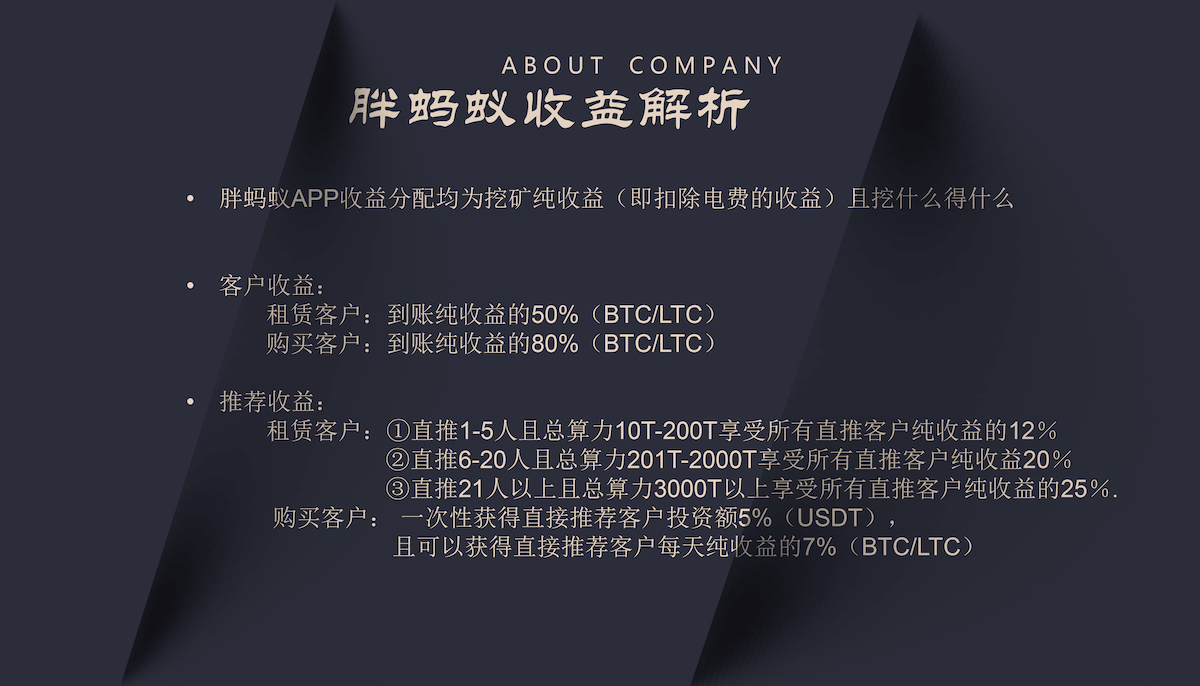 ABOUT COMPANY
胖蚂蚁收益解析
• 胖蚂蚁APP收益分配均为挖矿纯收益（即扣除电费的收益）且挖什么得什么
• 客户收益：
租赁客户：到账纯收益的50%（BTC/LTC）
购买客户：到账纯收益的80%（BTC/LTC）
• 推荐收益：
租赁客户：①直推1-5人且总算力10T-200T享受所有直推客户纯收益的12%
②直推6-20人且总算力201T-2000T享受所有直推客户纯收益20%
③直推21人以上且总算力3000T以上享受所有直推客户纯收益的25%.
购买客户： 一次性获得直接推荐客户投资额5%（USDT），
且可以获得直接推荐客户每天纯收益的7%（BTC/LTC）